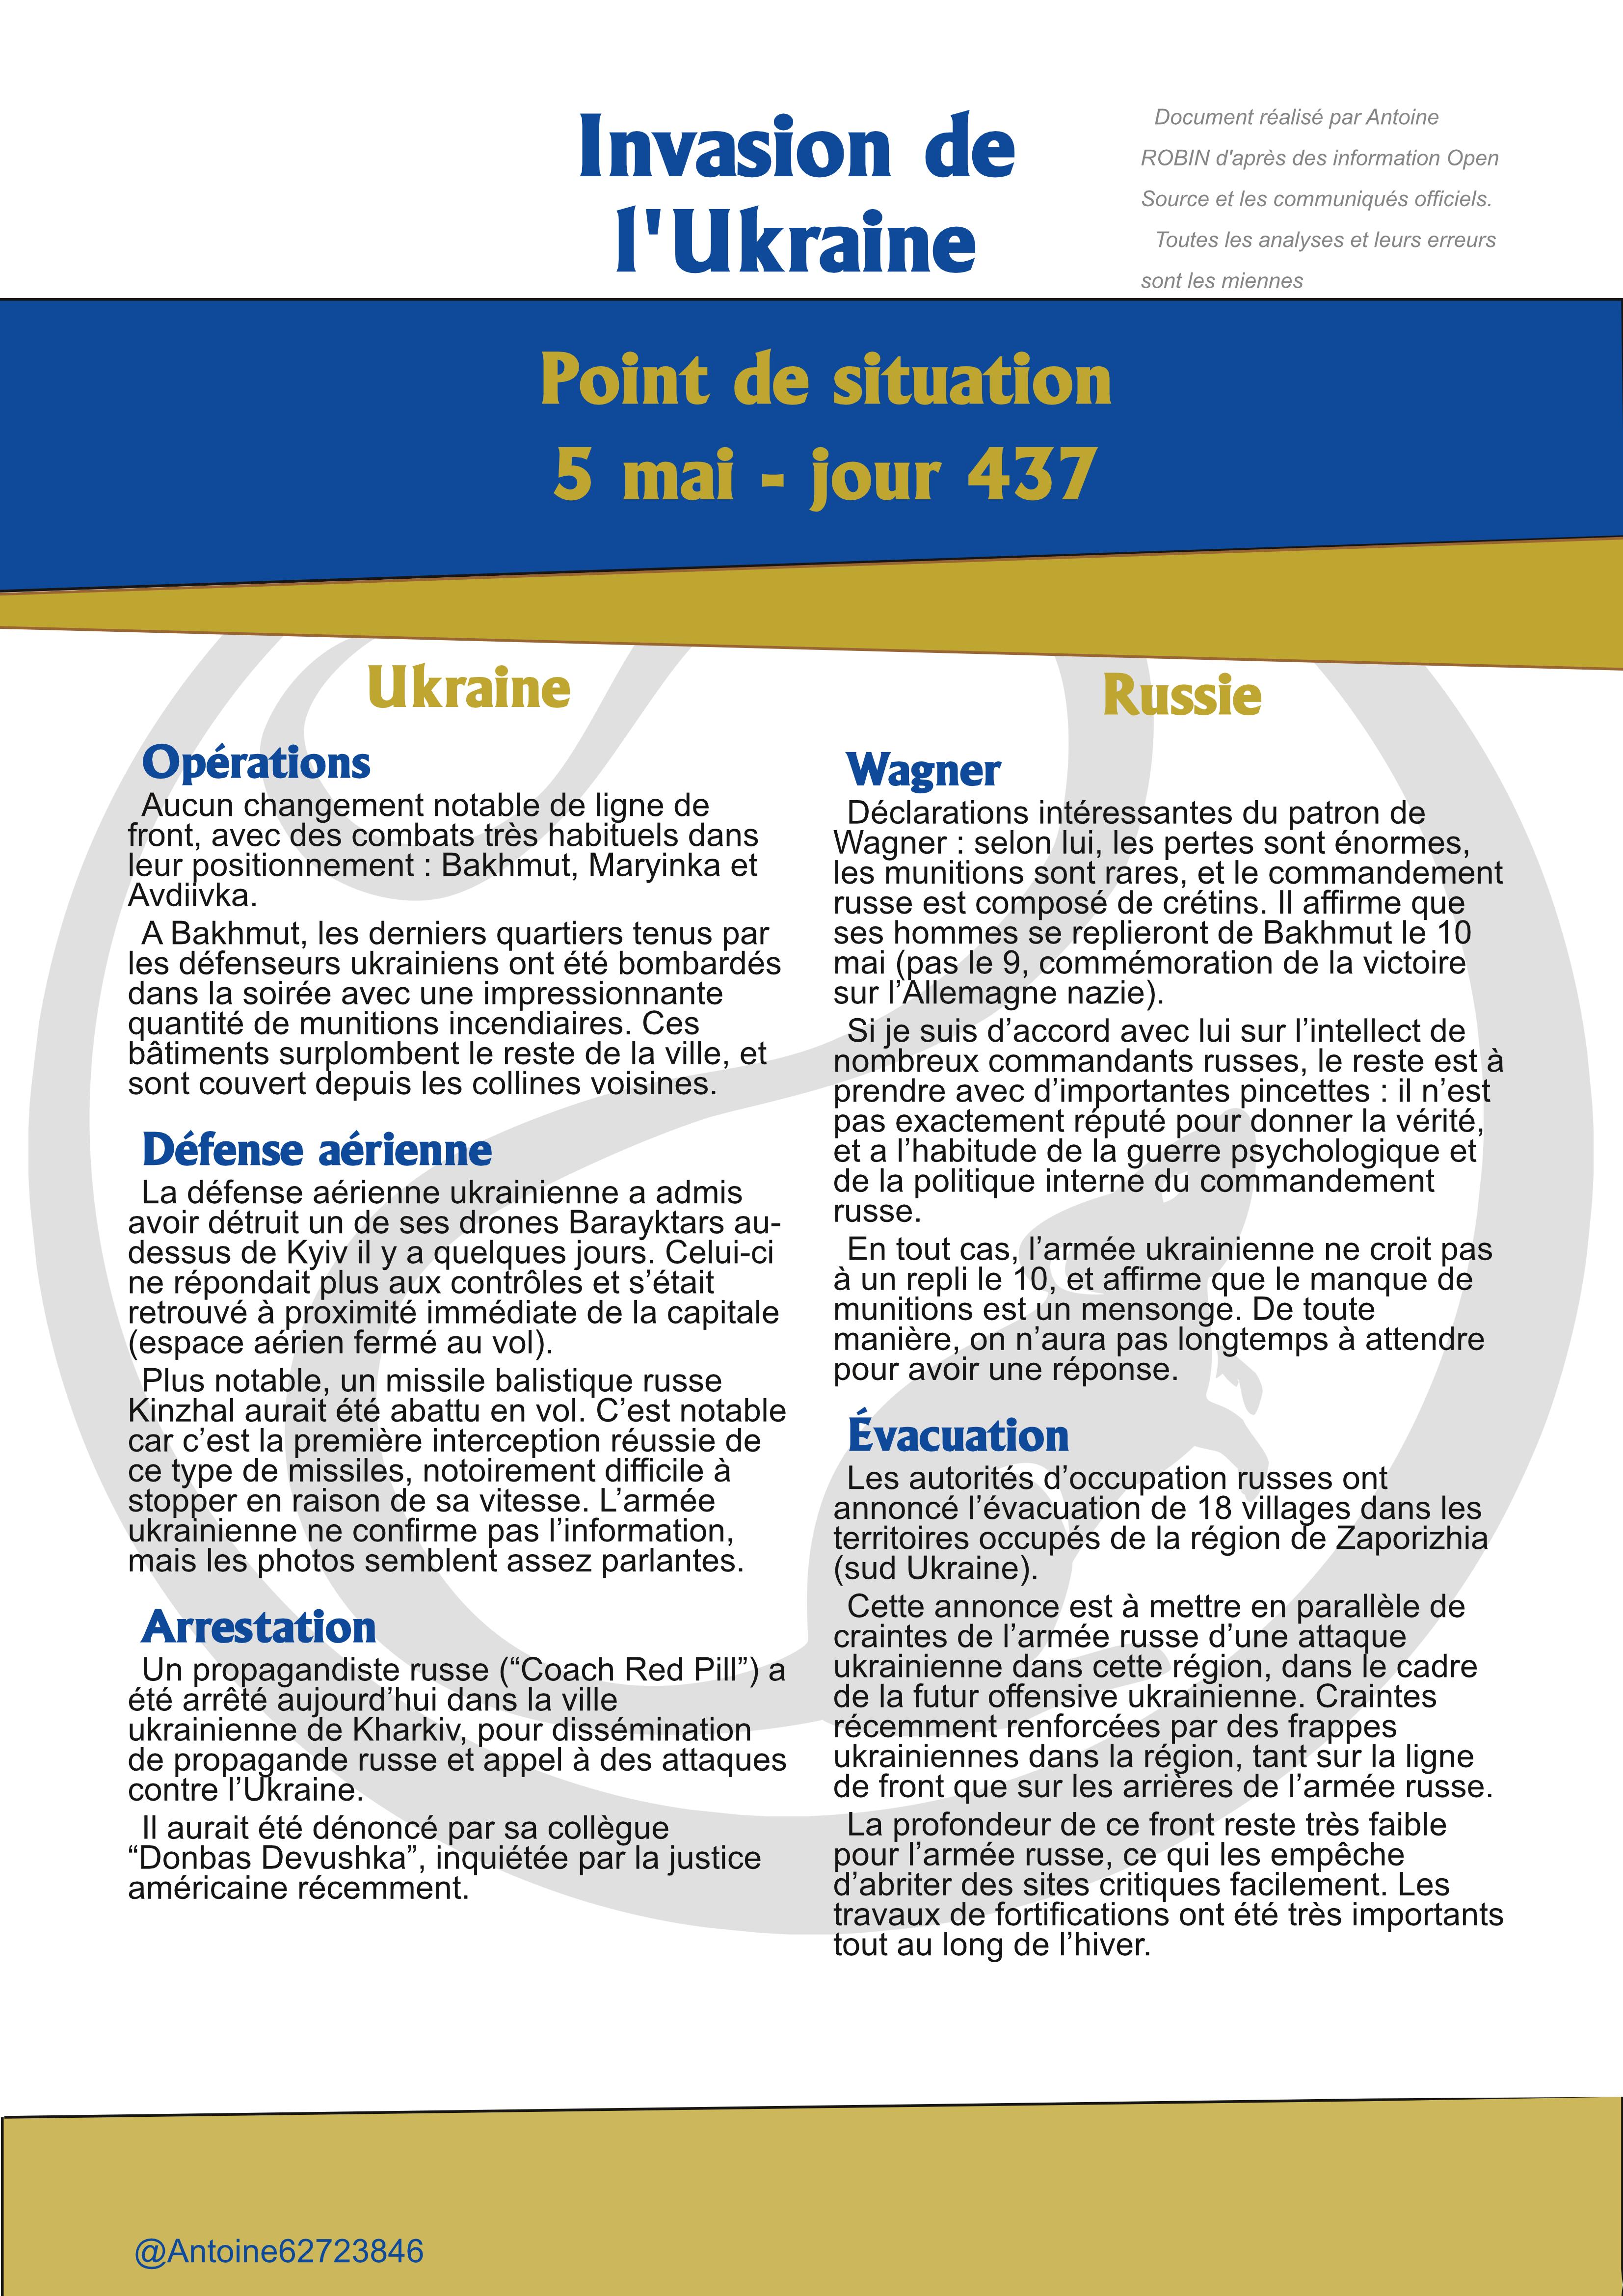 Invasion de
l'Ukraine
Document réalisé par Antoine
ROBIN d'après des information Open
Source et les communiqués officiels.
Toutes les analyses et leurs erreurs
sont les miennes
Point de situation
5 mai - jour 437
Ukraine
Opérations
Aucun changement notable de ligne de
front, avec des combats très habituels dans
leur positionnement : Bakhmut, Maryinka et
Avdiivka.
A Bakhmut, les derniers quartiers tenus par
les défenseurs ukrainiens ont été bombardés
dans la soirée avec une impressionnante
quantité de munitions incendiaires. Ces
bâtiments surplombent le reste de la ville, et
sont couvert depuis les collines voisines.
Défense aérienne
La défense aérienne ukrainienne a admis
avoir détruit un de ses drones Barayktars au-
dessus de Kyiv il y a quelques jours. Celui-ci
ne répondait plus aux contrôles et s’était
retrouvé à proximité immédiate de la capitale
(espace aérien fermé au vol).
Plus notable, un missile balistique russe
Kinzhal aurait été abattu en vol. C’est notable
car c’est la première interception réussie de
ce type de missiles, notoirement difficile à
stopper en raison de sa vitesse. L’armée
ukrainienne ne confirme pas l’information,
mais les photos semblent assez parlantes.
Arrestation
Un propagandiste russe (“Coach Red Pill”) a
été arrêté aujourd’hui dans la ville
ukrainienne de Kharkiv, pour dissémination
de propagande russe et appel à des attaques
contre l’Ukraine.
Il aurait été dénoncé par sa collègue
“Donbas Devushka”, inquiétée par la justice
américaine récemment.
Russie
Wagner
Déclarations intéressantes du patron de
Wagner : selon lui, les pertes sont énormes,
les munitions sont rares, et le commandement
russe est composé de crétins. Il affirme que
ses hommes se replieront de Bakhmut le 10
mai (pas le 9, commémoration de la victoire
sur l’Allemagne nazie).
Si je suis d’accord avec lui sur l’intellect de
nombreux commandants russes, le reste est à
prendre avec d’importantes pincettes : il n’est
pas exactement réputé pour donner la vérité,
et a l’habitude de la guerre psychologique et
de la politique interne du commandement
russe.
En tout cas, l’armée ukrainienne ne croit pas
à un repli le 10, et affirme que le manque de
munitions est un mensonge. De toute
manière, on n’aura pas longtemps à attendre
pour avoir une réponse.
Évacuation
Les autorités d’occupation russes ont
annoncé l’évacuation de 18 villages dans les
territoires occupés de la région de Zaporizhia
(sud Ukraine).
Cette annonce est à mettre en parallèle de
craintes de l’armée russe d’une attaque
ukrainienne dans cette région, dans le cadre
de la futur offensive ukrainienne. Craintes
récemment renforcées par des frappes
ukrainiennes dans la région, tant sur la ligne
de front que sur les arrières de l’armée russe.
La profondeur de ce front reste très faible
pour l’armée russe, ce qui les empêche
d’abriter des sites critiques facilement. Les
travaux de fortifications ont été très importants
tout au long de l’hiver.
@Antoine62723846